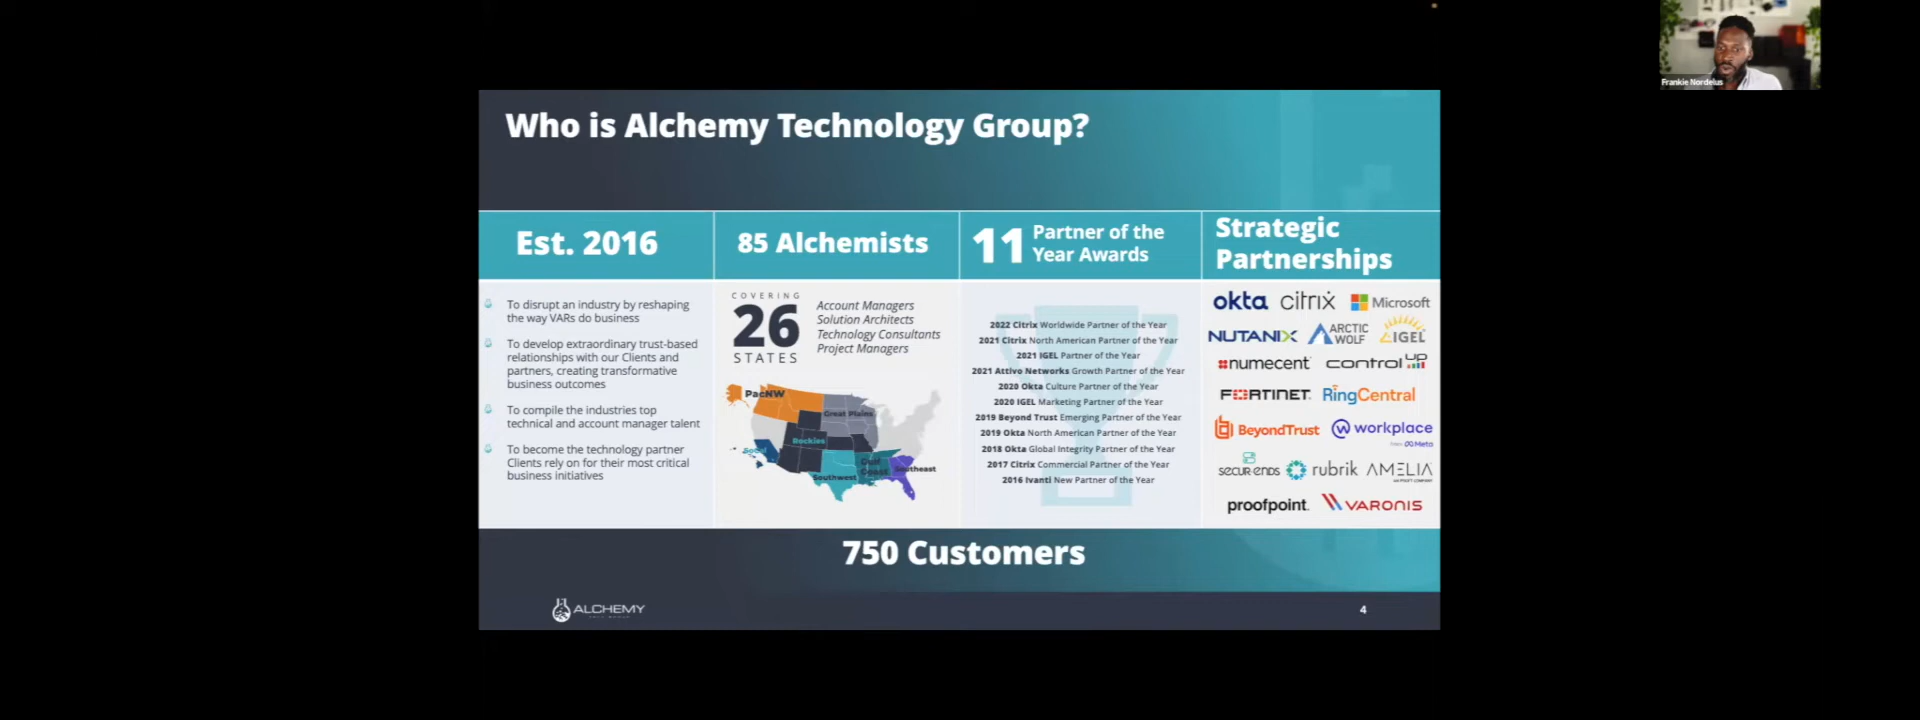 Frankie Nordelus
Who is Alchemy Technology Group?
Est. 2016
To disrupt an industry by reshaping
the way VARs do business
To develop extraordinary trust-based
relationships with our Clients and
partners, creating transformative
business outcomes
To compile the industries top
technical and account manager talent
To become the technology partner
Clients rely on for their most critical
business initiatives
85 Alchemists
COVERING
26
STATES
Account Managers
Solution Architects
Technology Consultants
Project Managers
PacNW
Great Plains
Rockies
SoCal
Gulf
Coast
Southeast
Southwest
11 Partner of the
Year Awards
2022 Citrix Worldwide Partner of the Year
2021 Citrix North American Partner of the Year
2021 IGEL Partner of the Year
2021 Attivo Networks Growth Partner of the Year
2020 Okta Culture Partner of the Year
2020 IGEL Marketing Partner of the Year
2019 Beyond Trust Emerging Partner of the Year
2019 Okta North American Partner of the Year
2018 Okta Global Integrity Partner of the Year
2017 Citrix Commercial Partner of the Year
2016 Ivanti New Partner of the Year
Strategic
Partnerships
okta citrix Microsoft
NUTANIX ARCTIC WOLF IGEL
numecent controlup
FORTINET RingCentral
BeyondTrust workplace
from Meta
SECURENDS rubrik AMELIA
proofpoint. VARONIS
750 Customers
ALCHEMY
4